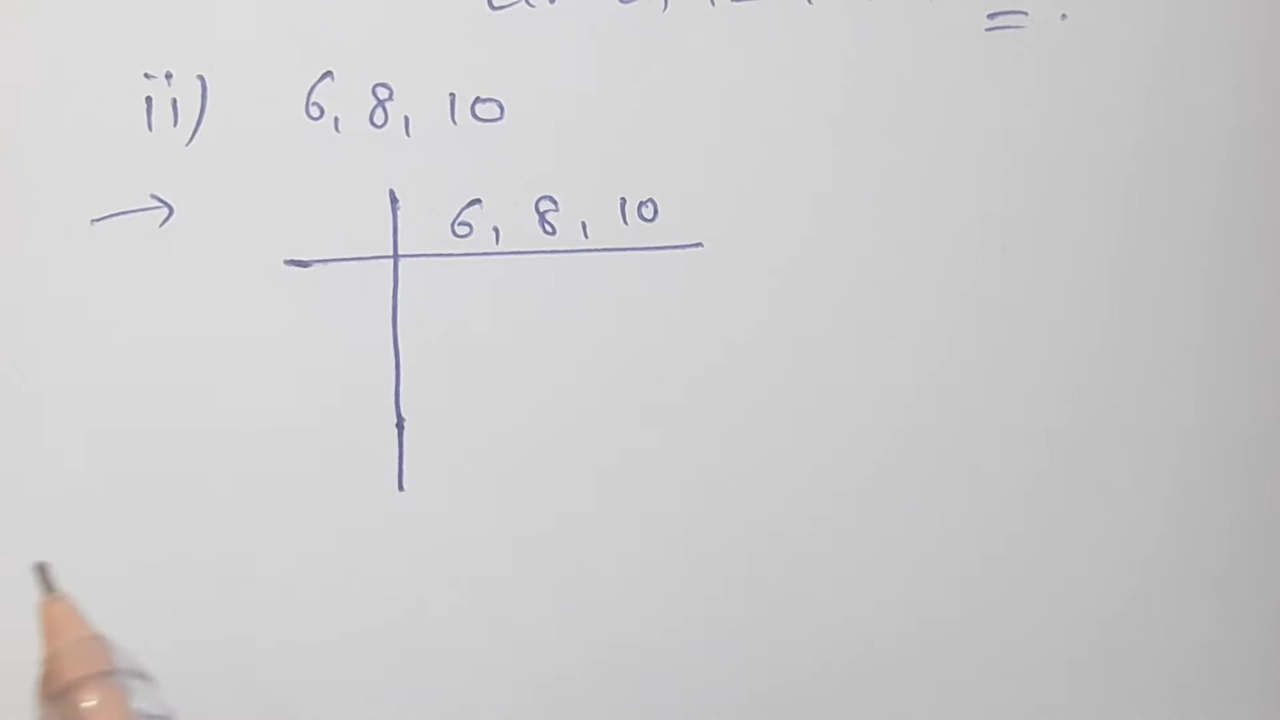 =
ii) 6, 8, 10
→ 6, 8, 10